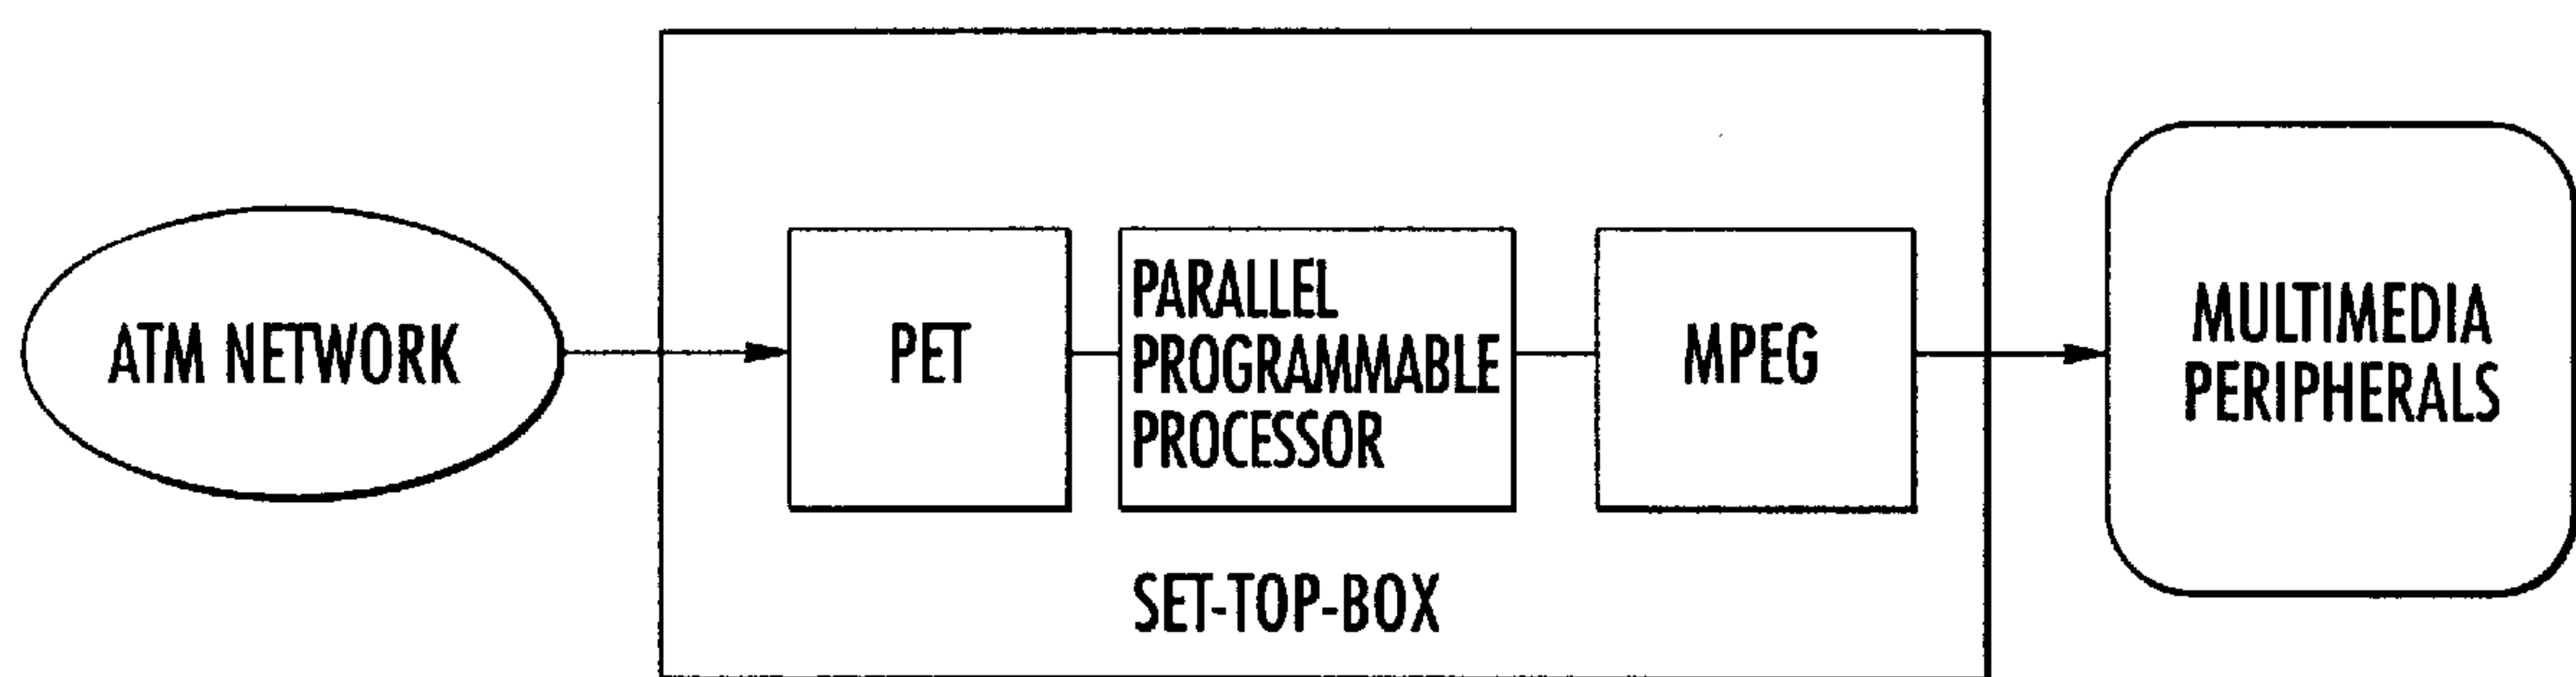 ATM NETWORK
PET
PARALLEL
PROGRAMMABLE
PROCESSOR
MPEG
SET-TOP-BOX
MULTIMEDIA
PERIPHERALS